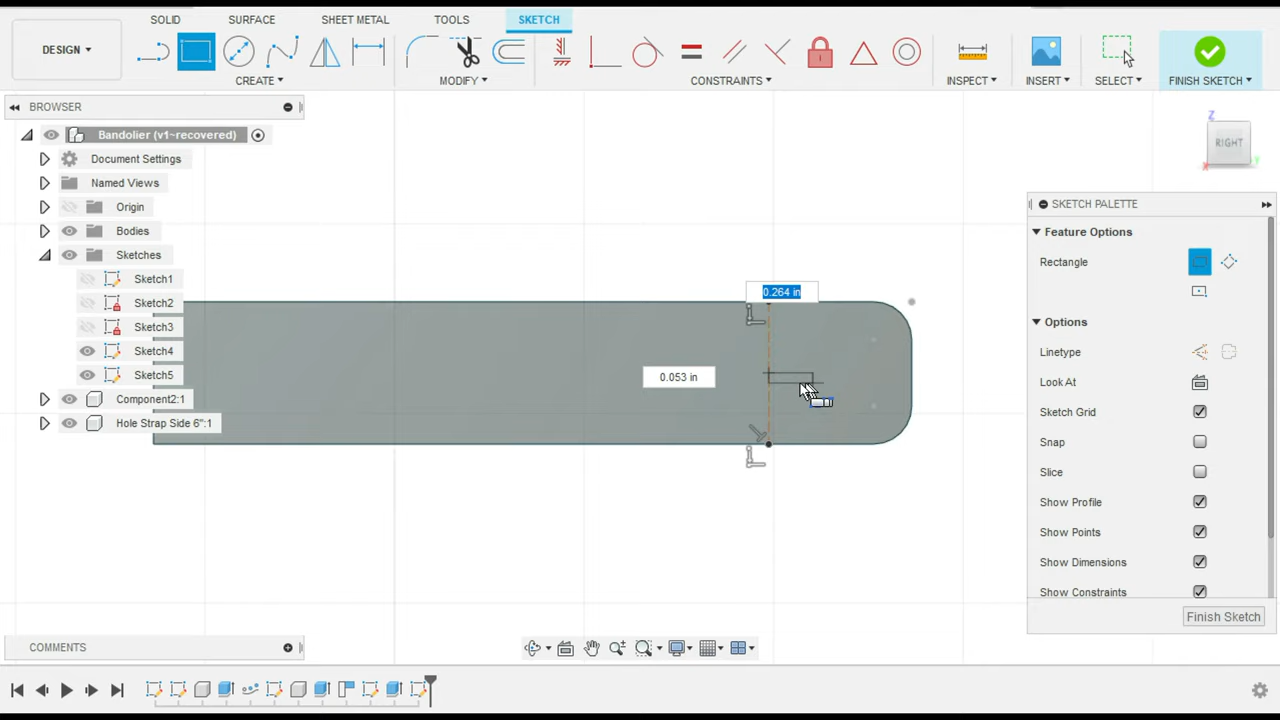 SOLID SURFACE SHEET METAL TOOLS SKETCH
DESIGN
CREATE MODIFY CONSTRAINTS INSPECT INSERT SELECT FINISH SKETCH
BROWSER
Bandolier (v1~recovered)
Document Settings
Named Views
Origin
Bodies
Sketches
Sketch1
Sketch2
Sketch3
Sketch4
Sketch5
Component2:1
Hole Strap Side 6":1
0.264 in
0.053 in
Z
RIGHT
X Y
SKETCH PALETTE
Feature Options
Rectangle
Options
Linetype
Look At
Sketch Grid
Snap
Slice
Show Profile
Show Points
Show Dimensions
Show Constraints
Finish Sketch
COMMENTS